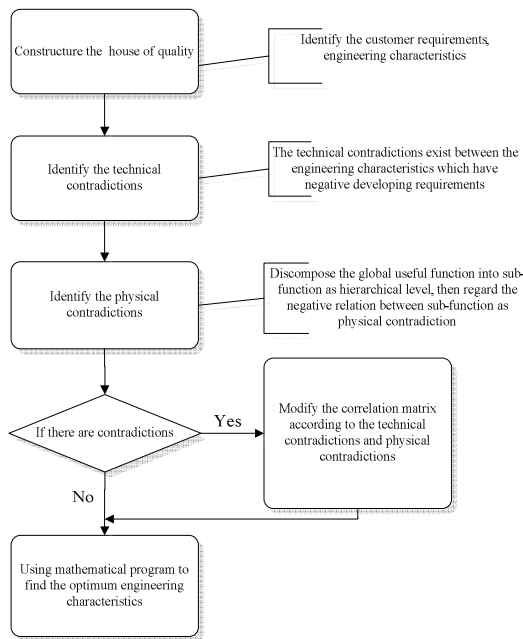 Constructure the house of quality
Identify the customer requirements,
engineering characteristics
Identify the technical
contradictions
The technical contradictions exist between the
engineering characteristics which have
negative developing requirements
Identify the physical
contradictions
Discompose the global useful function into sub-
function as hierarchical level, then regard the
negative relation between sub-function as
physical contradiction
If there are contradictions
Yes
Modify the correlation matrix
according to the technical
contradictions and physical
contradictions
No
Using mathematical program to
find the optimum engineering
characteristics